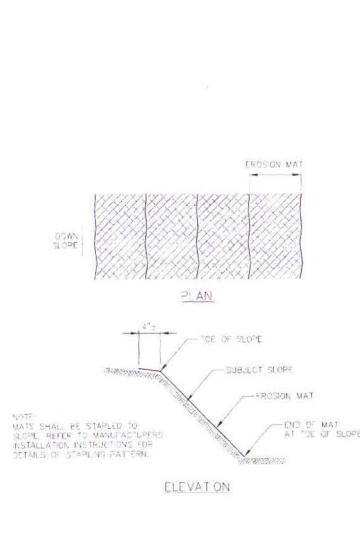 EROSION MAT
DOWN
SLOPE
PLAN
4"±
TOE OF SLOPE
SUBJECT SLOPE
EROSION MAT
END OF MAT
AT TOE OF SLOPE
NOTE:
MATS SHALL BE STAPLED TO
SLOPE. REFER TO MANUFACTURERS
INSTALLATION INSTRUCTIONS FOR
DETAILS OF STAPLING PATTERN.
ELEVATION